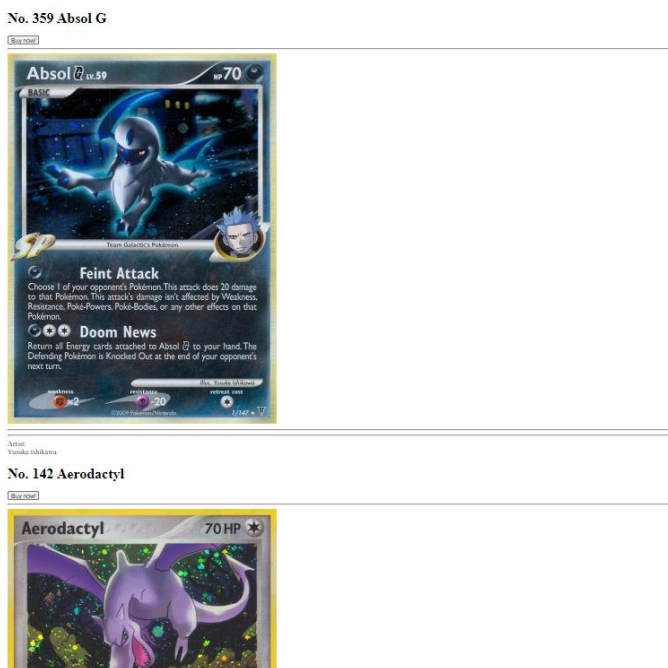 No. 359 Absol G
Buy now!
Absol G LV.59 HP 70
BASIC
Team Galactic's Pokémon
SP
Feint Attack
Choose 1 of your opponent's Pokémon. This attack does 20 damage
to that Pokémon. This attack's damage isn't affected by Weakness,
Resistance, Poké-Powers, Poké-Bodies, or any other effects on that
Pokémon.
Doom News
Return all Energy cards attached to Absol G to your hand. The
Defending Pokémon is Knocked Out at the end of your opponent's
next turn.
Illus. Yusuke Ishikawa
weakness resistance retreat cost
×2 -20
©2009 Pokémon/Nintendo 1/147
Artist:
Yusuke Ishikawa
No. 142 Aerodactyl
Buy now!
Aerodactyl 70 HP